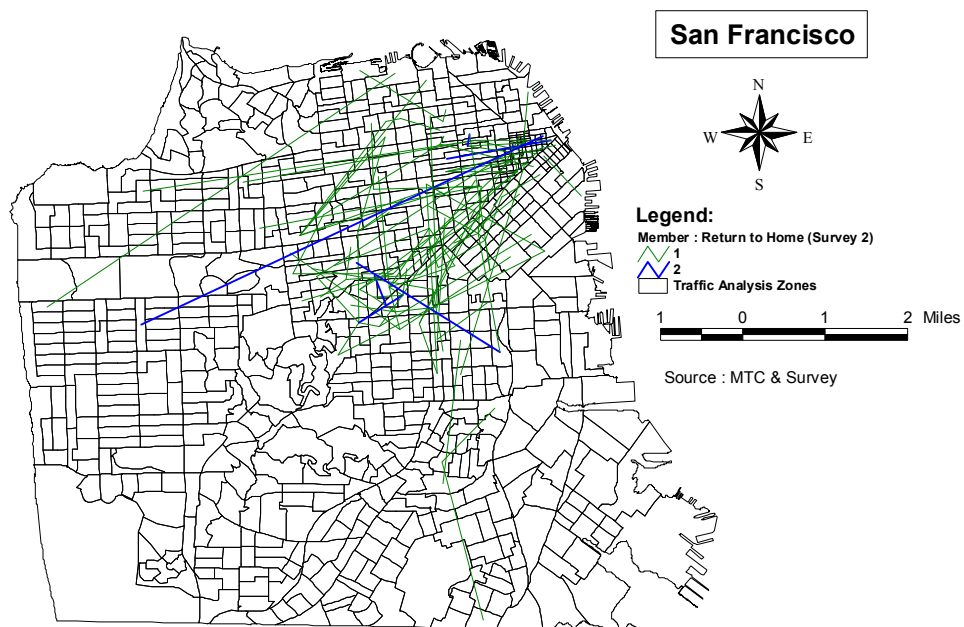 San Francisco
N
W E
S
Legend:
Member : Return to Home (Survey 2)
1
2
Traffic Analysis Zones
1 0 1 2 Miles
Source : MTC & Survey